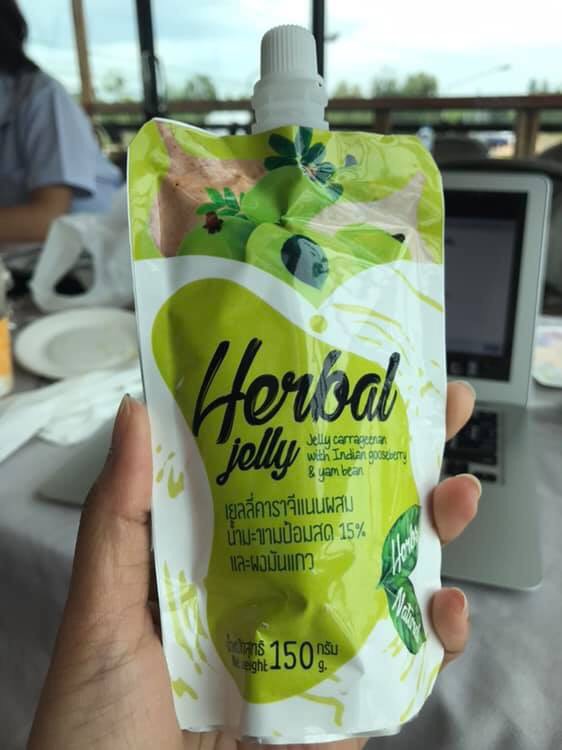 Herbal
jelly
Jelly carrageenan
with Indian gooseberry
& yam bean
เยลลี่คาราจีแนนผสม
น้ำมะขามป้อมสด 15%
และผงมันแกว
Herbal
Natural
น้ำหนักสุทธิ 150 กรัม
Net weight g.